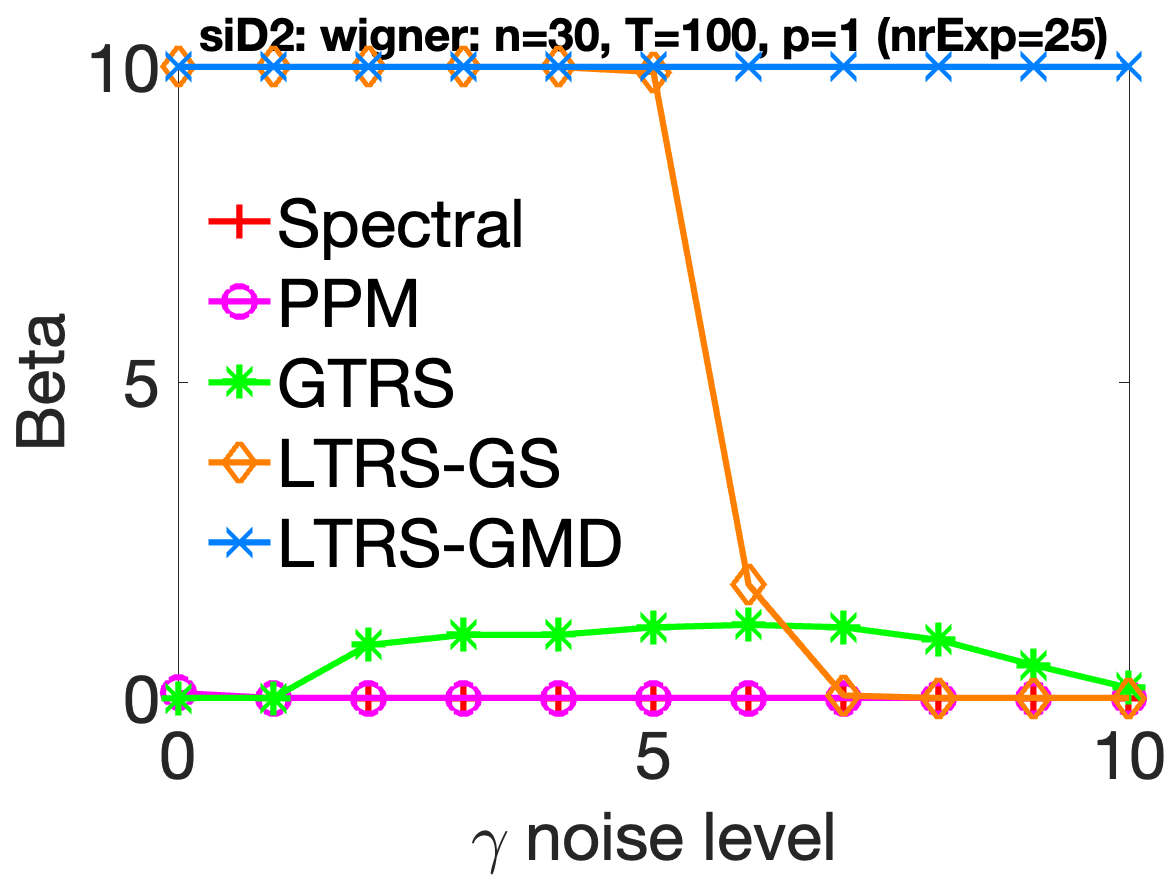 siD2: wigner: n=30, T=100, p=1 (nrExp=25)
10
Spectral
PPM
GTRS
LTRS-GS
LTRS-GMD
Beta
5
0
0 5 10
γ noise level